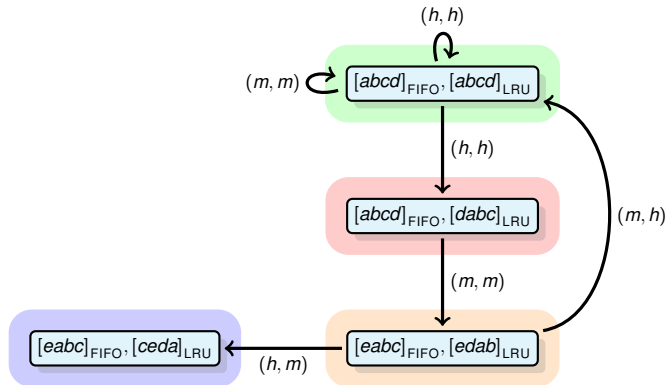 (h, h)
(m, m)
[abcd]FIFO, [abcd]LRU
(h, h)
[abcd]FIFO, [dabc]LRU
(m, h)
(m, m)
[eabc]FIFO, [ceda]LRU
(h, m)
[eabc]FIFO, [edab]LRU